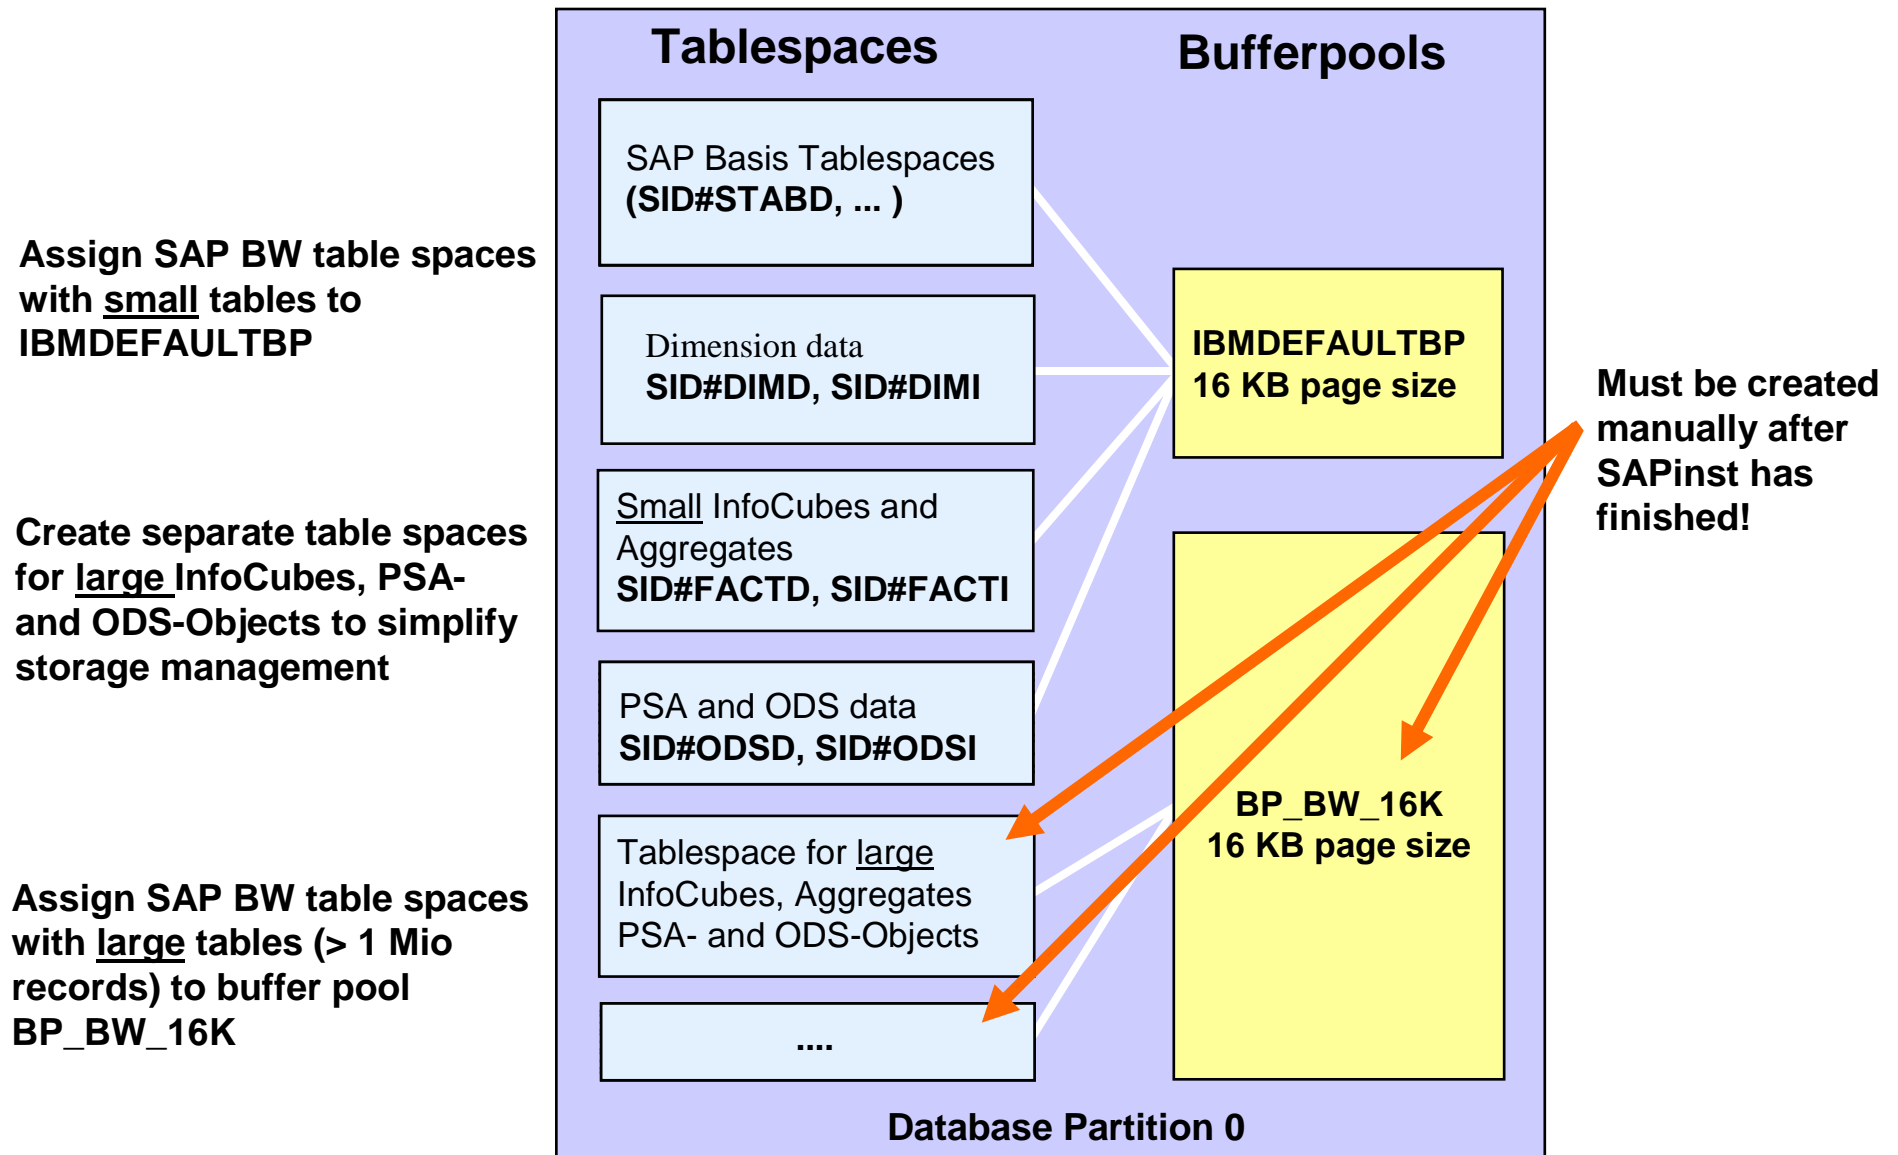 Tablespaces
Bufferpools
SAP Basis Tablespaces
(SID#STABD, ... )
Assign SAP BW table spaces
with small tables to
IBMDEFAULTBP
Dimension data
SID#DIMD, SID#DIMI
IBMDEFAULTBP
16 KB page size
Must be created
manually after
SAPinst has
finished!
Small InfoCubes and
Aggregates
SID#FACTD, SID#FACTI
Create separate table spaces
for large InfoCubes, PSA-
and ODS-Objects to simplify
storage management
PSA and ODS data
SID#ODSD, SID#ODSI
BP_BW_16K
16 KB page size
Tablespace for large
InfoCubes, Aggregates
PSA- and ODS-Objects
Assign SAP BW table spaces
with large tables (> 1 Mio
records) to buffer pool
BP_BW_16K
....
Database Partition 0